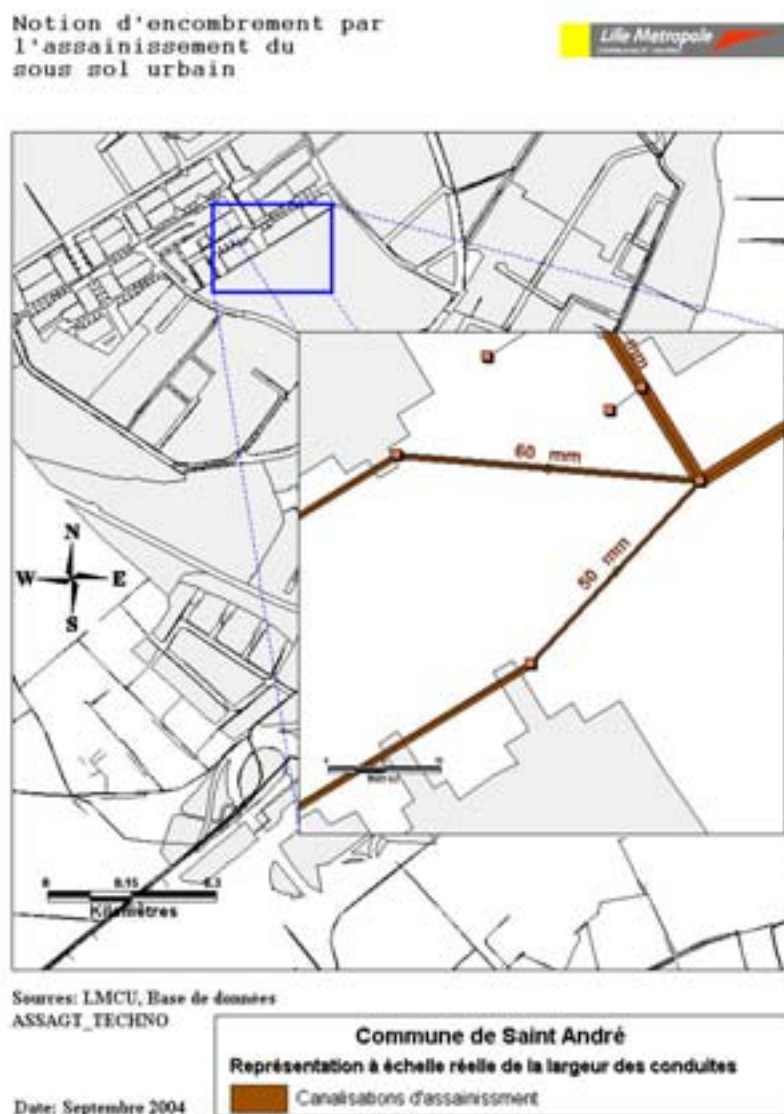 Notion d'encombrement par
l'assainissement du
sous sol urbain
Lille Metropole
mm
60 mm
50 mm
N
W E
S
0 0.15 0.3
Kilomètres
Sources: LMCU, Base de données
ASSAGT_TECHNO
Date: Septembre 2004
Commune de Saint André
Représentation à échelle réelle de la largeur des conduites
Canalisations d'assainissment